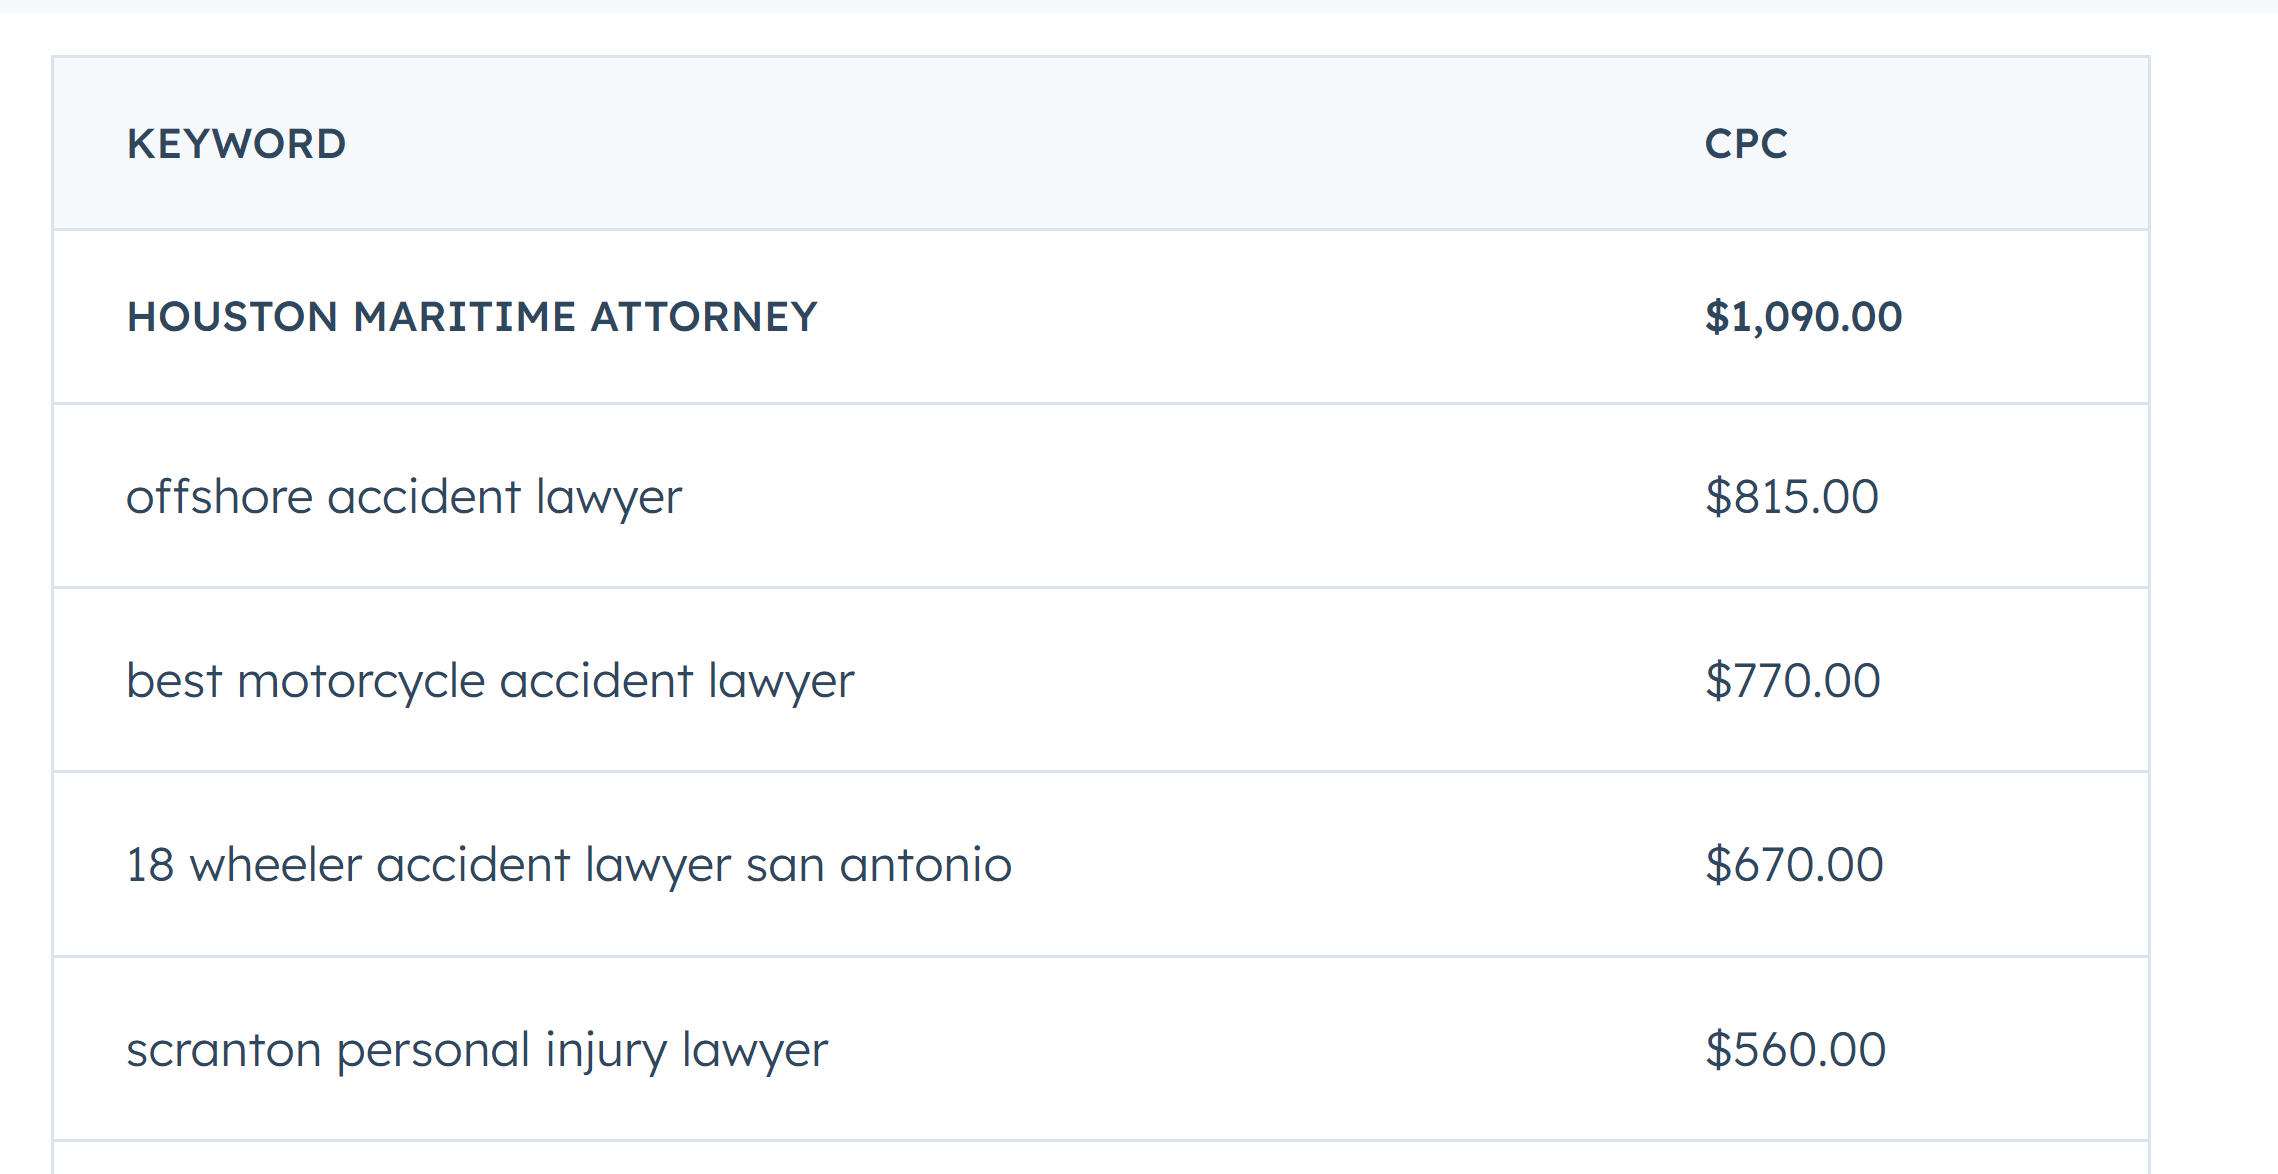 KEYWORD CPC
HOUSTON MARITIME ATTORNEY $1,090.00
offshore accident lawyer $815.00
best motorcycle accident lawyer $770.00
18 wheeler accident lawyer san antonio $670.00
scranton personal injury lawyer $560.00